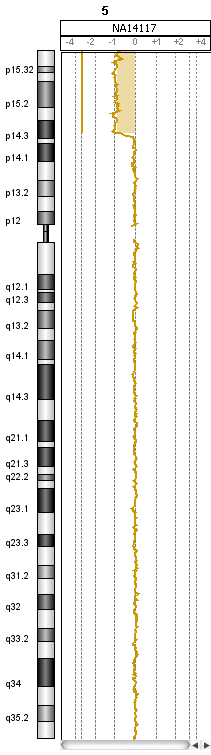 5
NA14117
-4 -2 -1 0 +1 +2 +4
p15.32
p15.2
p14.3
p14.1
p13.2
p12
q12.1
q12.3
q13.2
q14.1
q14.3
q21.1
q21.3
q22.2
q23.1
q23.3
q31.2
q32
q33.2
q34
q35.2